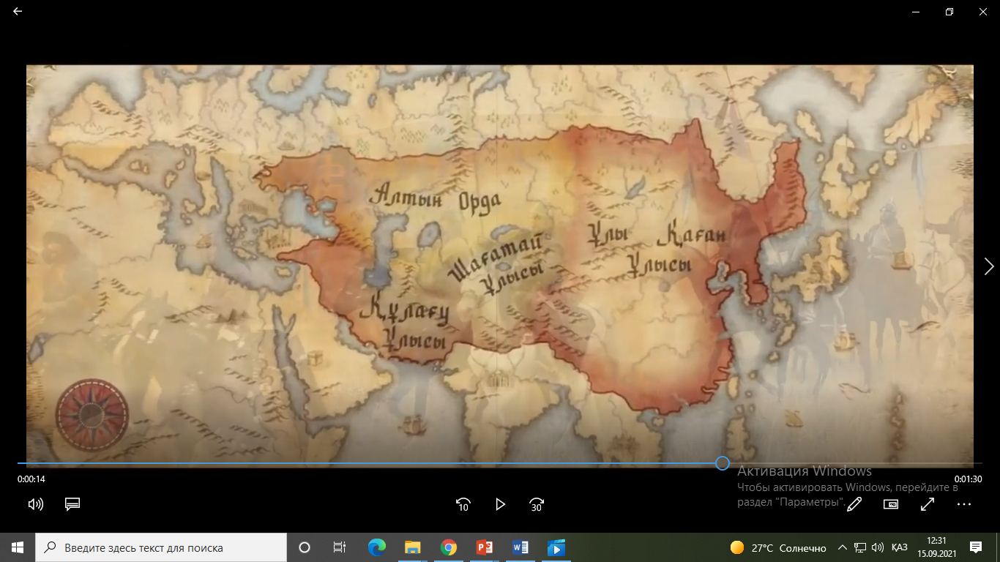 Алтын Орда
Шағатай
Ұлысы
Ұлы Қаған
Ұлысы
Құлағу
Ұлысы
0:00:14
0:01:30
Активация Windows
Чтобы активировать Windows, перейдите в
раздел "Параметры".
10
30
Введите здесь текст для поиска
27°C Солнечно
ҚАЗ
12:31
15.09.2021